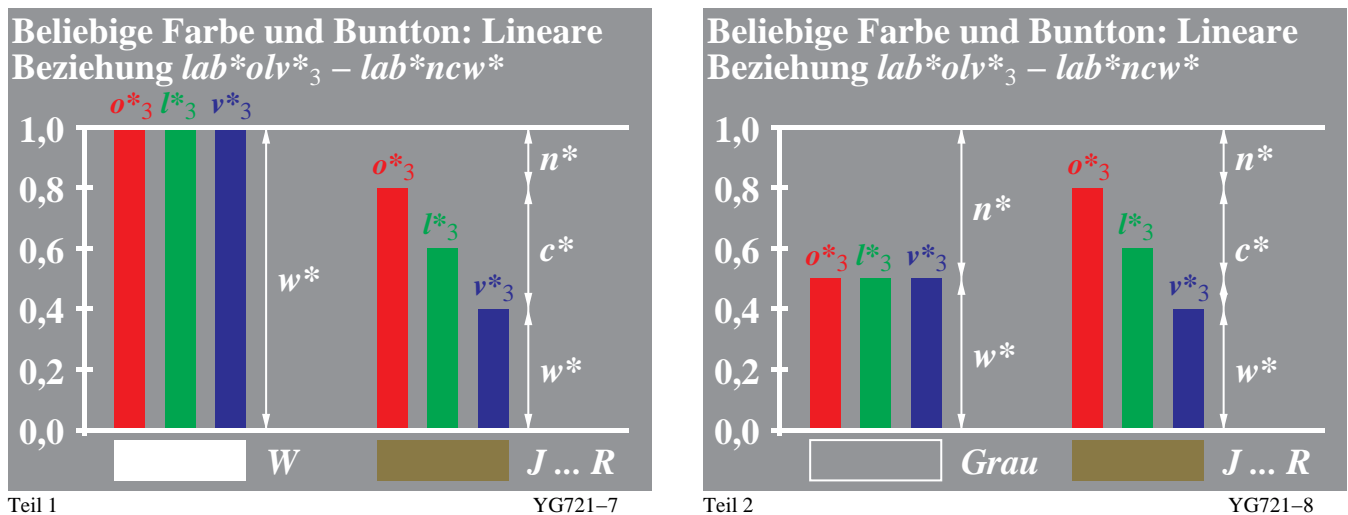 Beliebige Farbe und Buntton: Lineare
Beziehung lab*olv*3 – lab*ncw*
o*3 l*3 v*3
1,0
n*
o*3
0,8
l*3
c*
0,6
w*
v*3
0,4
w*
0,2
0,0
W
J ... R
Teil 1
YG721–7
Beliebige Farbe und Buntton: Lineare
Beziehung lab*olv*3 – lab*ncw*
1,0
n*
o*3
0,8
n*
l*3
c*
0,6
o*3 l*3 v*3
v*3
0,4
w*
w*
0,2
0,0
Grau
J ... R
Teil 2
YG721–8